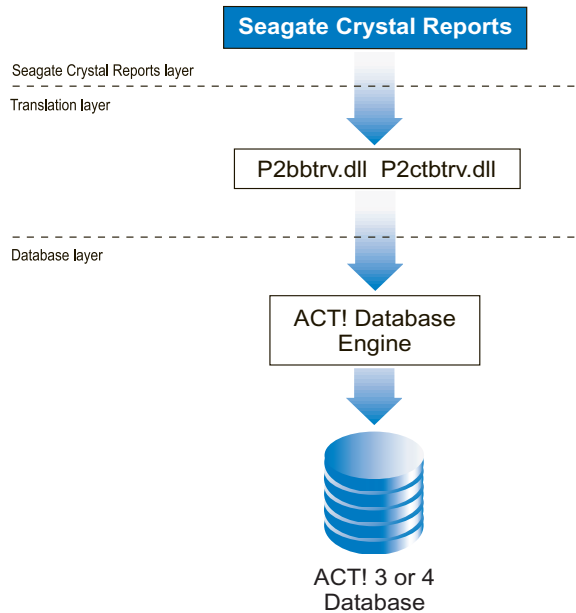 Seagate Crystal Reports
Seagate Crystal Reports layer
Translation layer
P2bbtrv.dll P2ctbtrv.dll
Database layer
ACT! Database
Engine
ACT! 3 or 4
Database